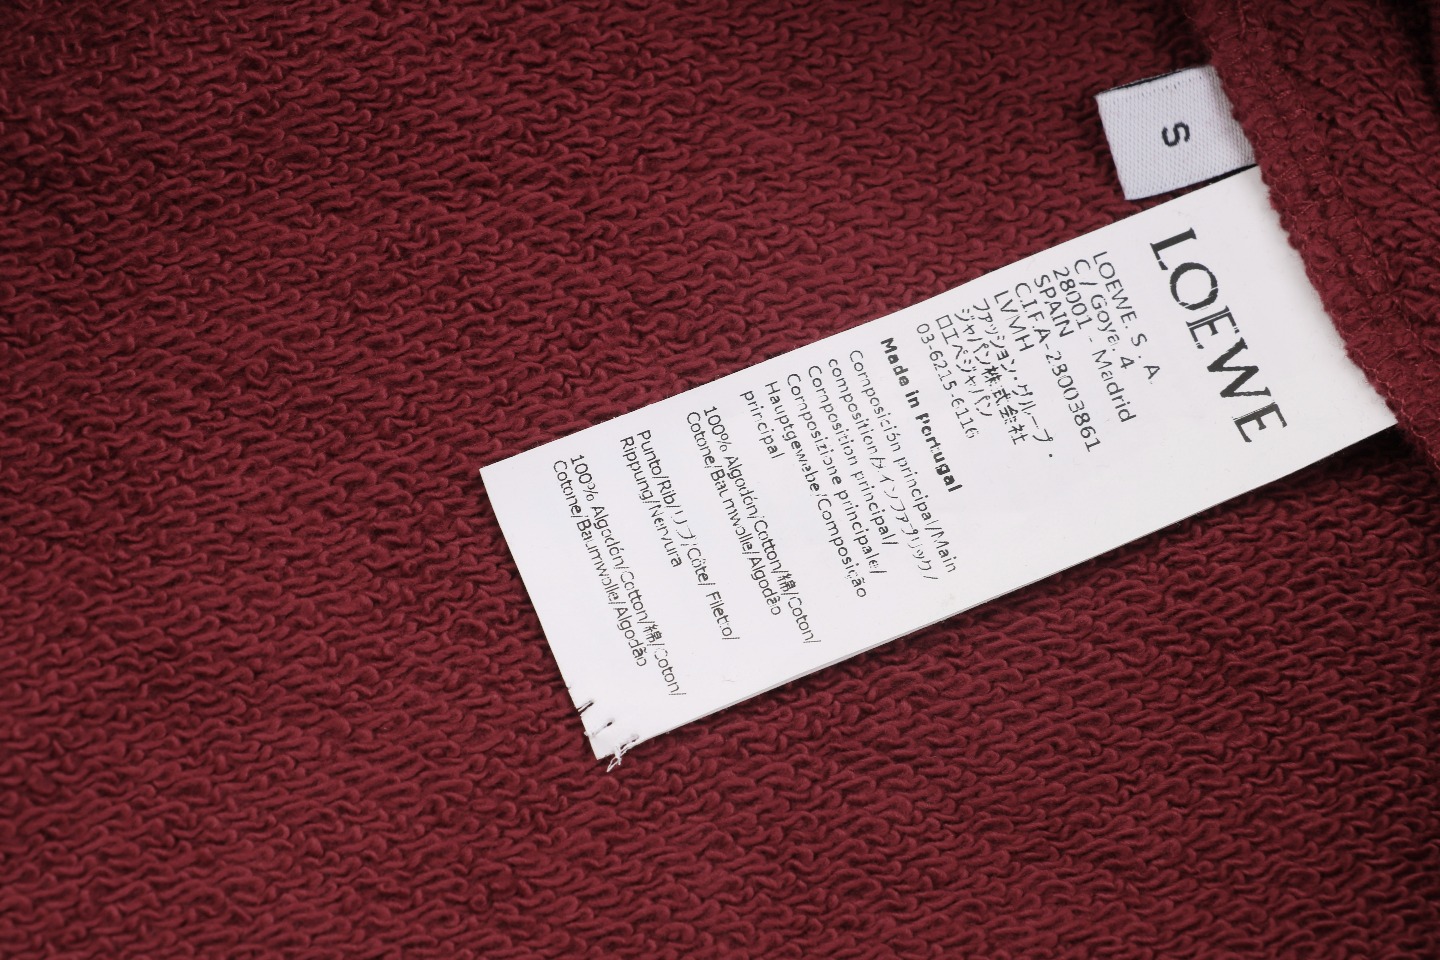 S
LOEWE
LOEWE. S. A.
C / Goya. 4
28001 - Madrid
SPAIN
C.I.F.A-28003861
LVMH
ファッション・グループ・
ジャパン株式会社
ロエベジャパン
03-6215-6116
Made in Portugal
Composición principal/Main
composition/メインファブリック/
Composition principal/
Composizione principale/
Hauptgewebe/Composição
principal
100% Algodón/Cotton/綿/Coton/
Cotone/Baumwolle/Algodão
Punto/Rib/リブ/Côte/ Filetto/
Rippung/Nervura
100% Algodón/Cotton/綿/Coton/
Cotone/Baumwolle/Algodão